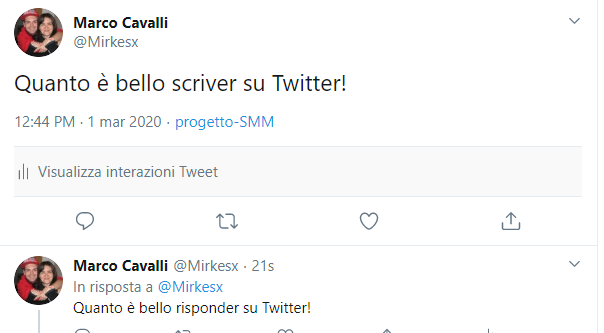 Marco Cavalli
@Mirkesx
Quanto è bello scriver su Twitter!
12:44 PM · 1 mar 2020 · progetto-SMM
Visualizza interazioni Tweet
Marco Cavalli @Mirkesx · 21s
In risposta a @Mirkesx
Quanto è bello risponder su Twitter!